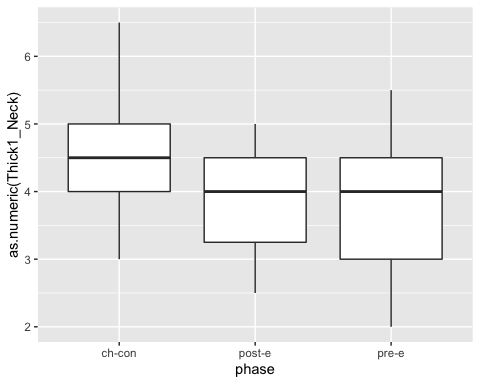 as.numeric(Thick1_Neck)
6
5
4
3
2
ch-con
post-e
pre-e
phase